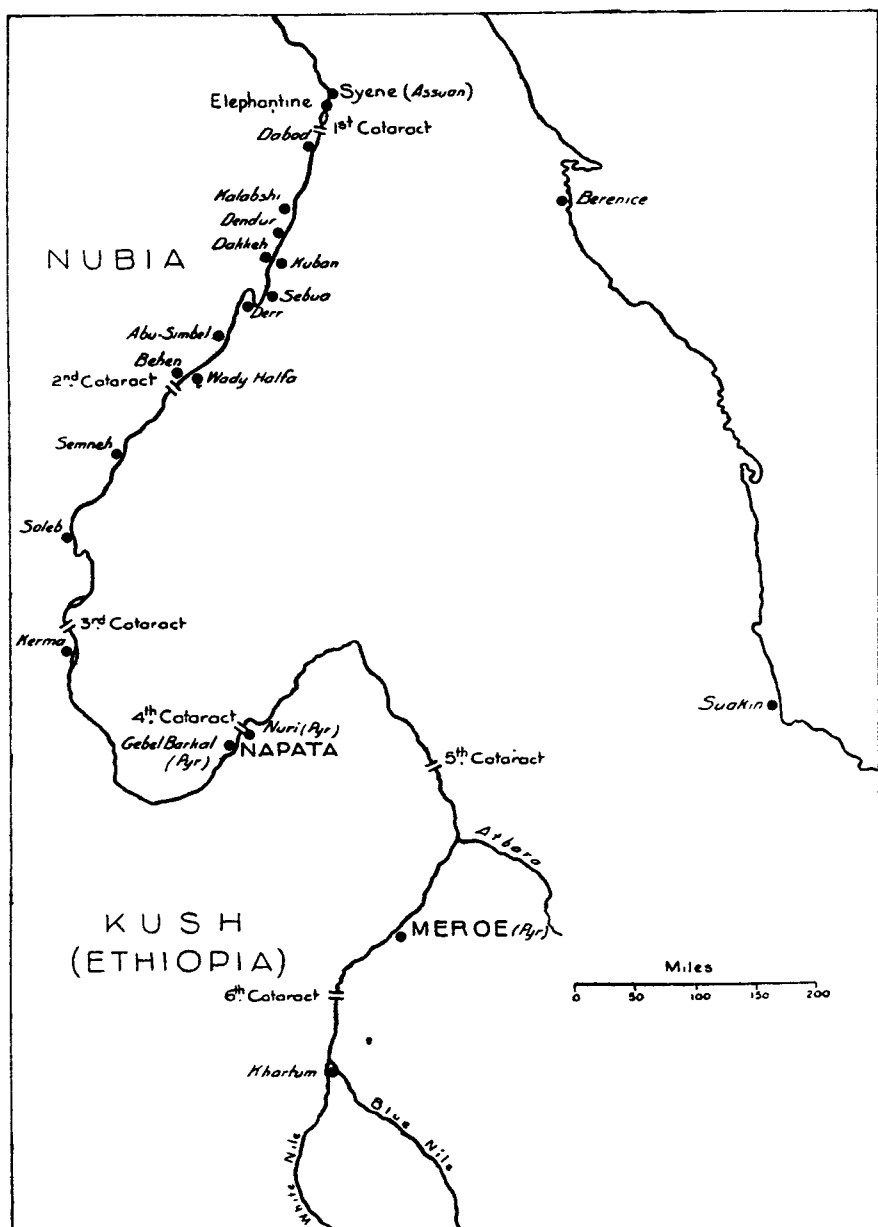 Syene (Assuan)
Elephantine
1st Cataract
Dabod
Kalabshi
Berenice
Dendur
Dakkeh
NUBIA
Kuban
Sebua
Derr
Abu-Simbel
Behen
2nd Cataract
Wady Halfa
Semneh
Soleb
3rd Cataract
Kerma
Suakin
4th Cataract
Nuri (Pyr)
Gebel Barkal
(Pyr)
NAPATA
5th Cataract
Atbara
KUSH
(ETHIOPIA)
MEROE (Pyr)
Miles
0 50 100 150 200
6th Cataract
Khartum
Blue Nile
White Nile